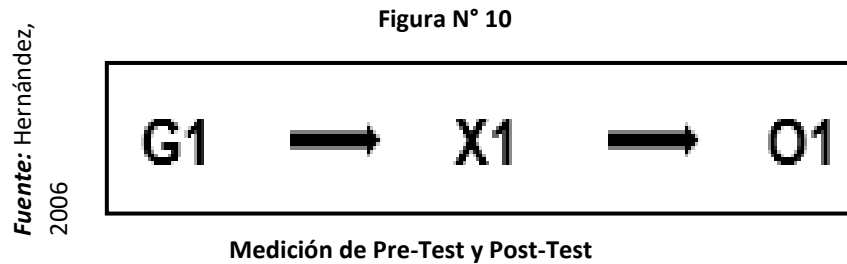 Figura N° 10
Fuente: Hernández,
2006
G1 → X1 → O1
Medición de Pre-Test y Post-Test